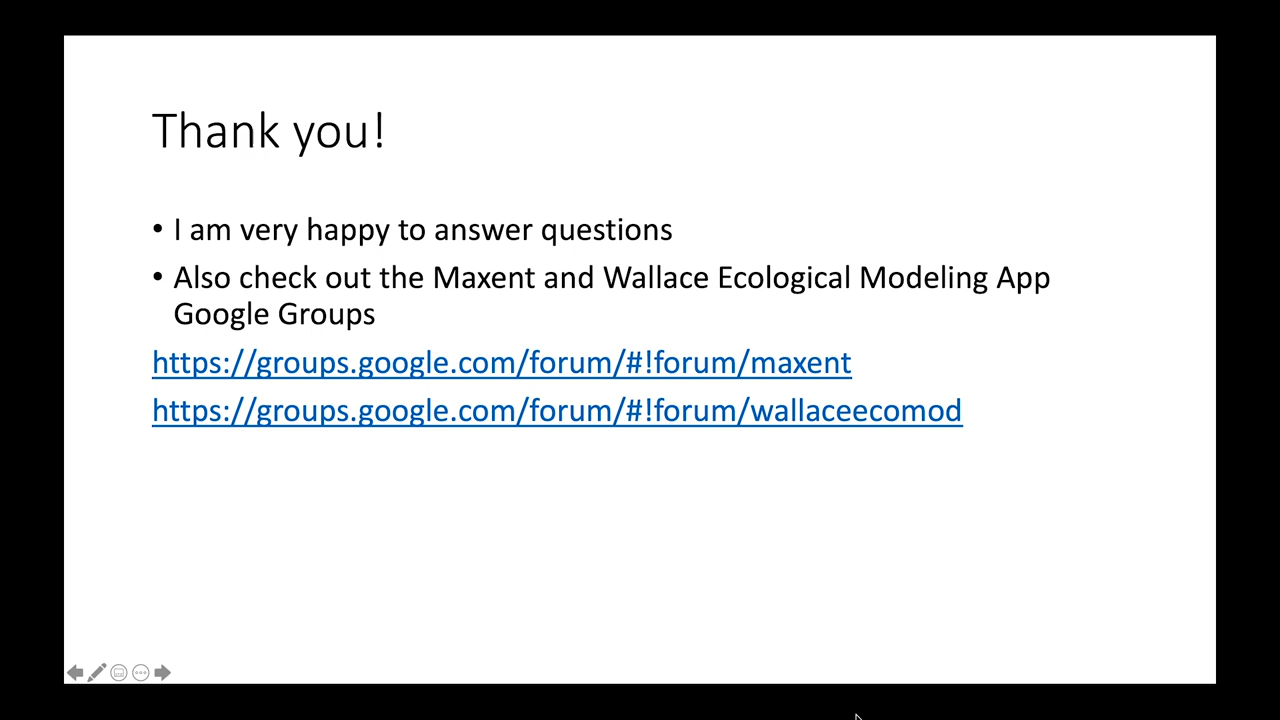 Thank you!
• I am very happy to answer questions
• Also check out the Maxent and Wallace Ecological Modeling App
Google Groups
https://groups.google.com/forum/#!forum/maxent
https://groups.google.com/forum/#!forum/wallaceecomod